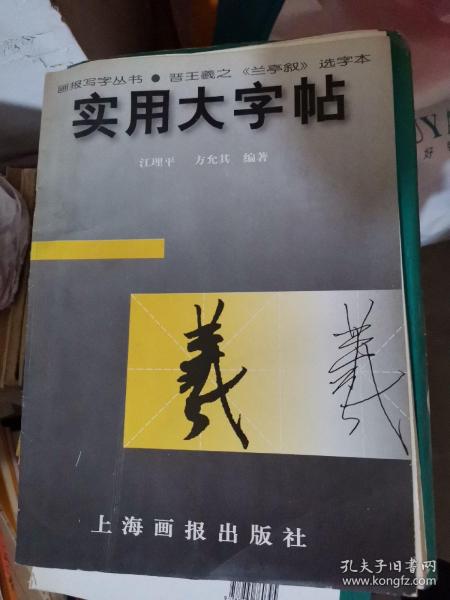 画报写字丛书 ● 晋王羲之《兰亭叙》选字本
实用大字帖
江理平 方允其 编著
羲 羲
上海画报出版社
好
孔夫子旧书网
www.kongfz.com